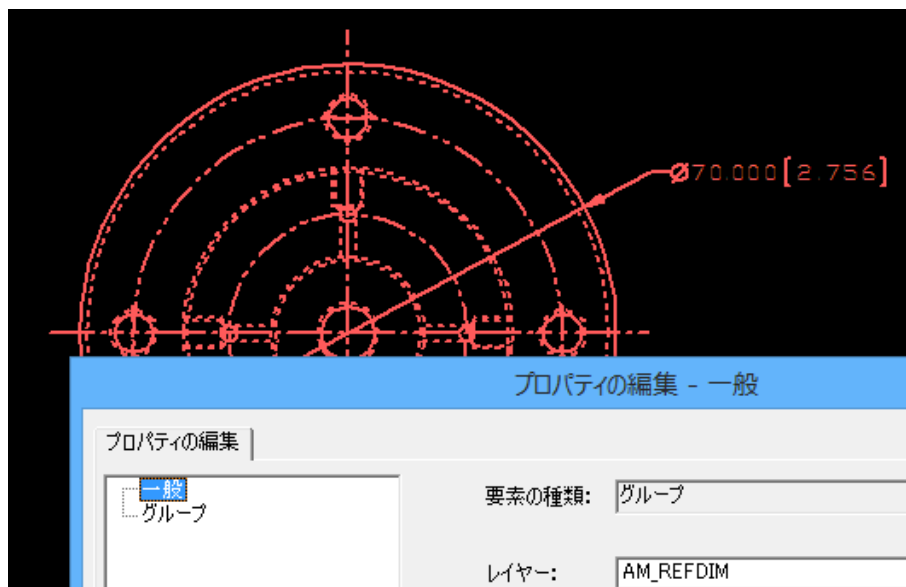 Ø70.000[2.756]
プロパティの編集 - 一般
プロパティの編集
一般
グループ
要素の種類: グループ
レイヤー: AM_REFDIM